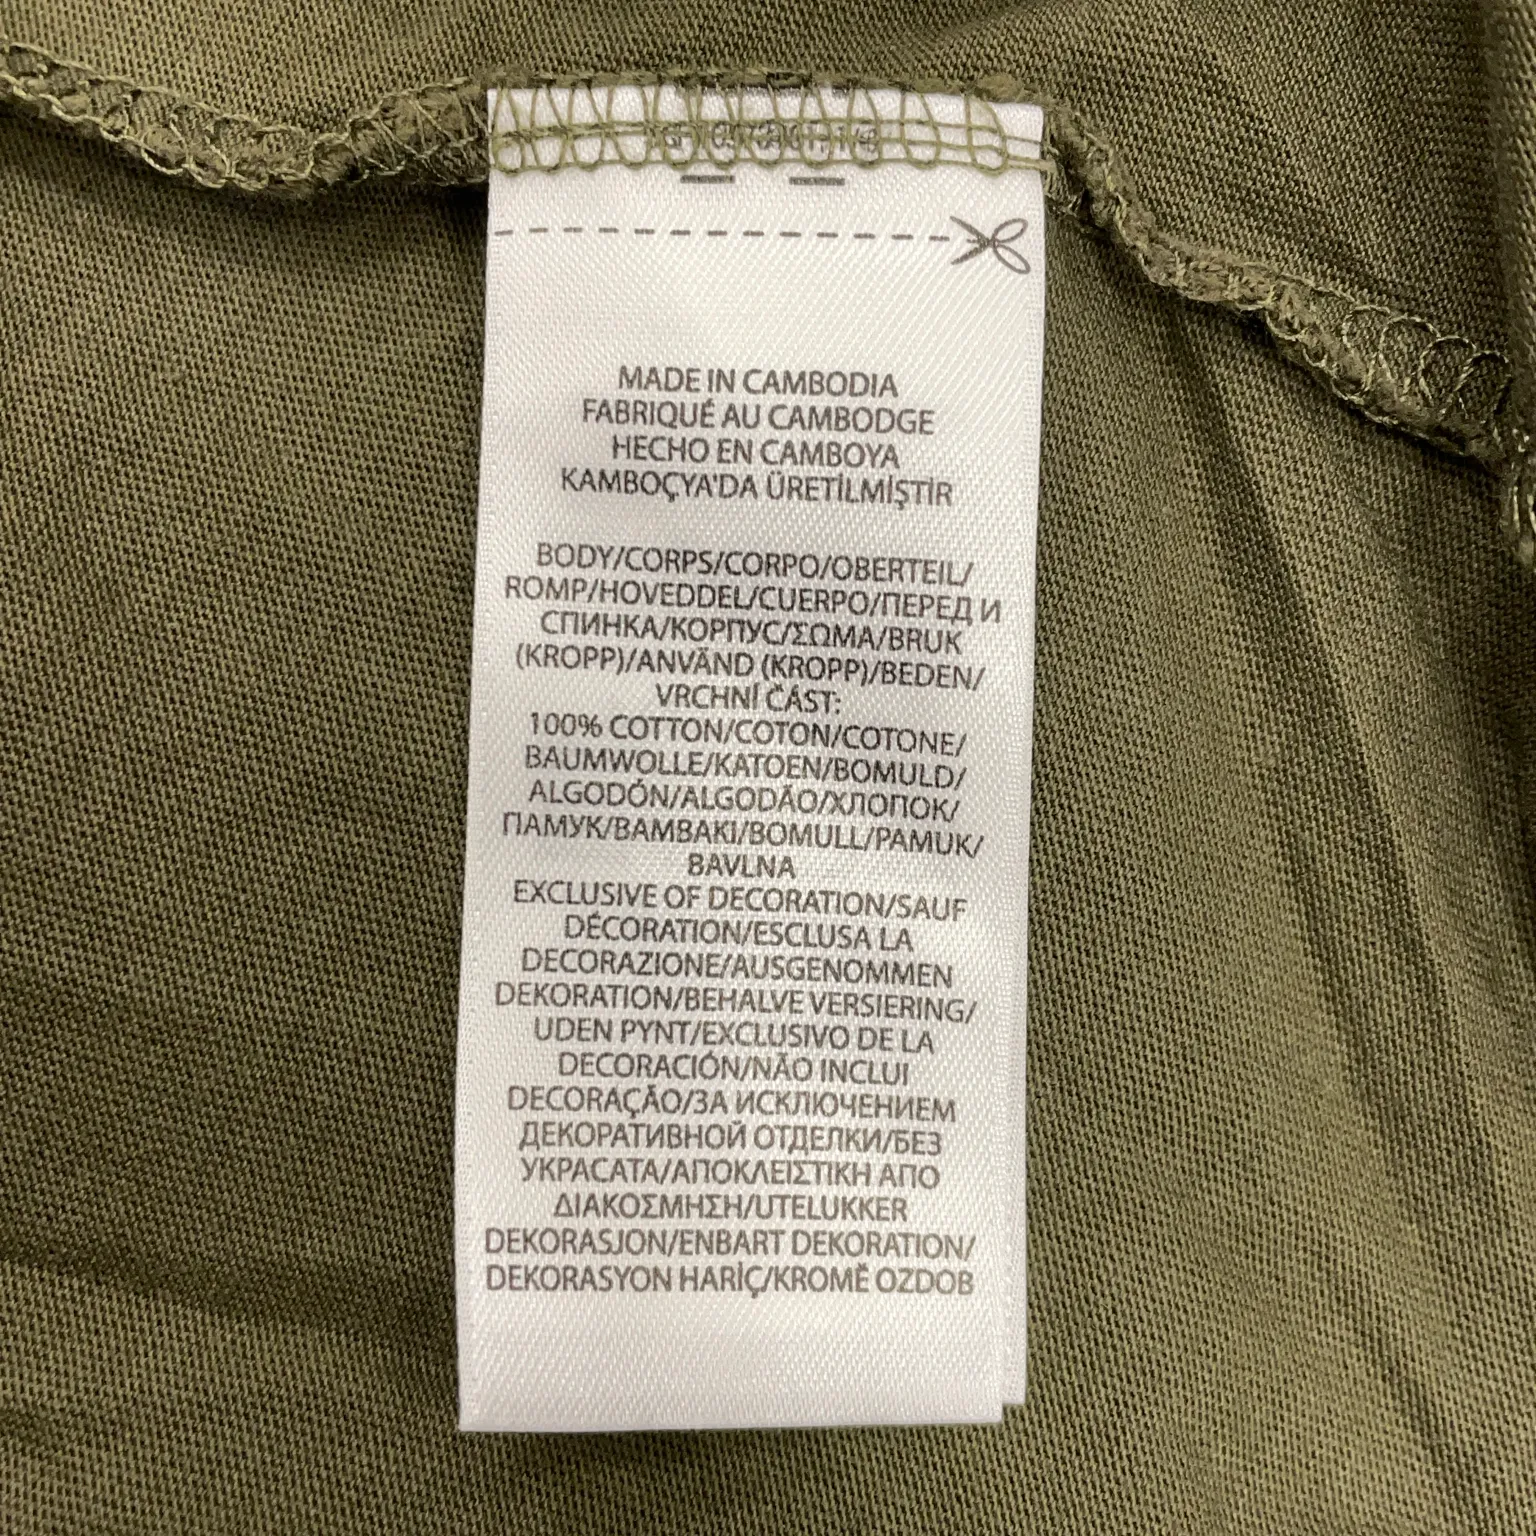 MADE IN CAMBODIA
FABRIQUÉ AU CAMBODGE
HECHO EN CAMBOYA
KAMBOÇYA'DA ÜRETİLMİŞTİR
BODY/CORPS/CORPO/OBERTEIL/
ROMP/HOVEDDEL/CUERPO/ПЕРЕД И
СПИНКА/КОРПУС/ΣΩΜΑ/BRUK
(KROPP)/ANVÄND (KROPP)/BEDEN/
VRCHNÍ ČÁST:
100% COTTON/COTON/COTONE/
BAUMWOLLE/KATOEN/BOMULD/
ALGODÓN/ALGODÃO/ХЛОПОК/
ПАМУК/ΒΑΜΒΑΚΙ/BOMULL/PAMUK/
BAVLNA
EXCLUSIVE OF DECORATION/SAUF
DÉCORATION/ESCLUSA LA
DECORAZIONE/AUSGENOMMEN
DEKORATION/BEHALVE VERSIERING/
UDEN PYNT/EXCLUSIVO DE LA
DECORACIÓN/NÃO INCLUI
DECORAÇÃO/ЗА ИСКЛЮЧЕНИЕМ
ДЕКОРАТИВНОЙ ОТДЕЛКИ/БЕЗ
УКРАСАТА/ΑΠΟΚΛΕΙΣΤΙΚΗ ΑΠΟ
ΔΙΑΚΟΣΜΗΣΗ/UTELUKKER
DEKORASJON/ENBART DEKORATION/
DEKORASYON HARİÇ/KROMĚ OZDOB